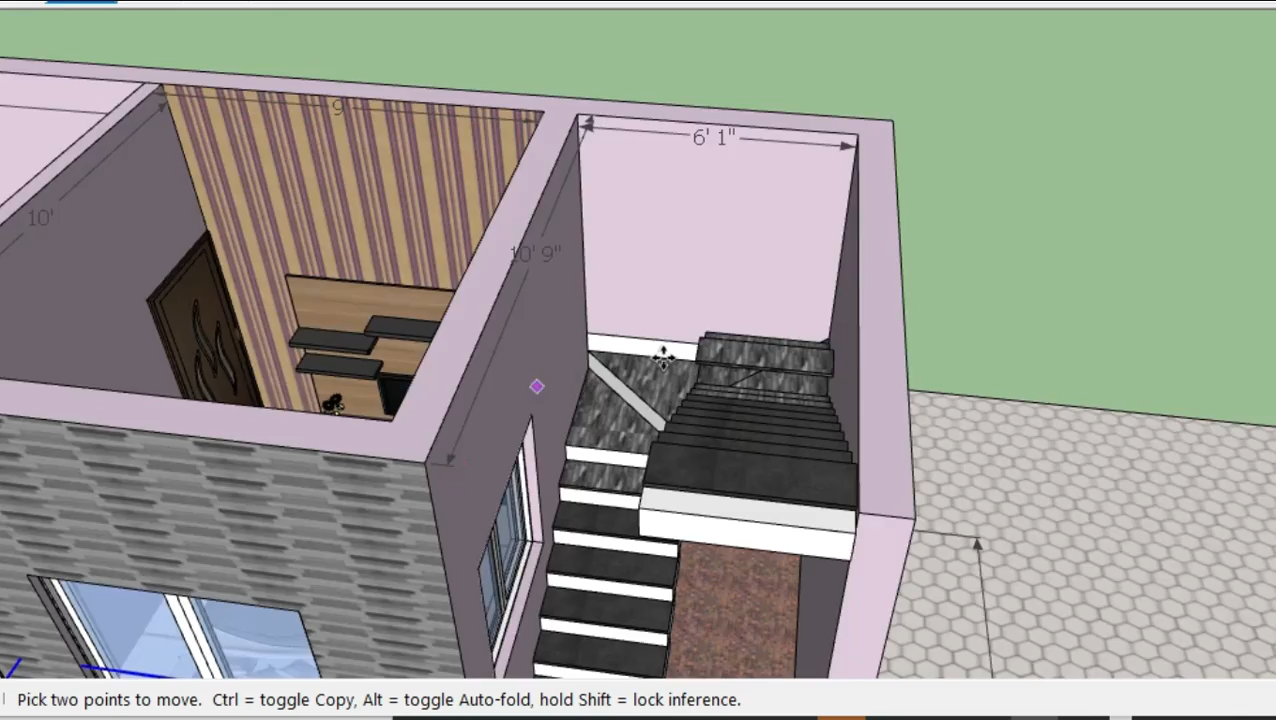 9'
6' 1"
10'
10' 9"
Pick two points to move. Ctrl = toggle Copy, Alt = toggle Auto-fold, hold Shift = lock inference.